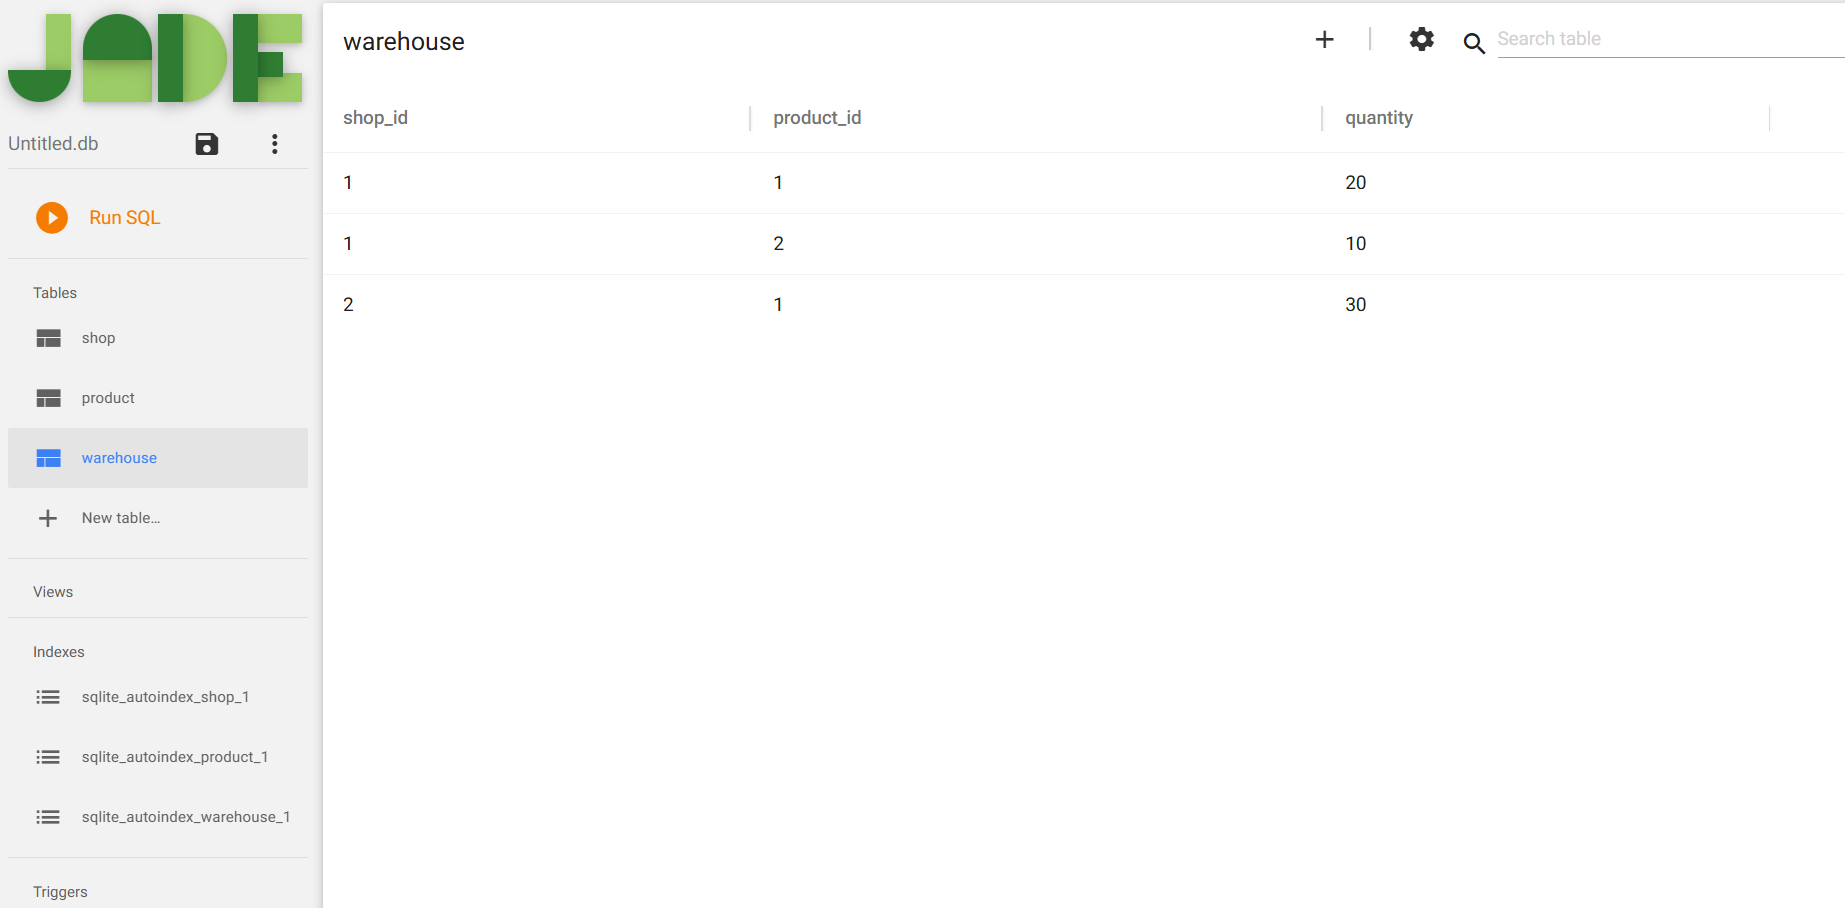 JADE
Untitled.db
Run SQL
Tables
shop
product
warehouse
New table...
Views
Indexes
sqlite_autoindex_shop_1
sqlite_autoindex_product_1
sqlite_autoindex_warehouse_1
Triggers
warehouse
Search table
shop_id product_id quantity
1 1 20
1 2 10
2 1 30